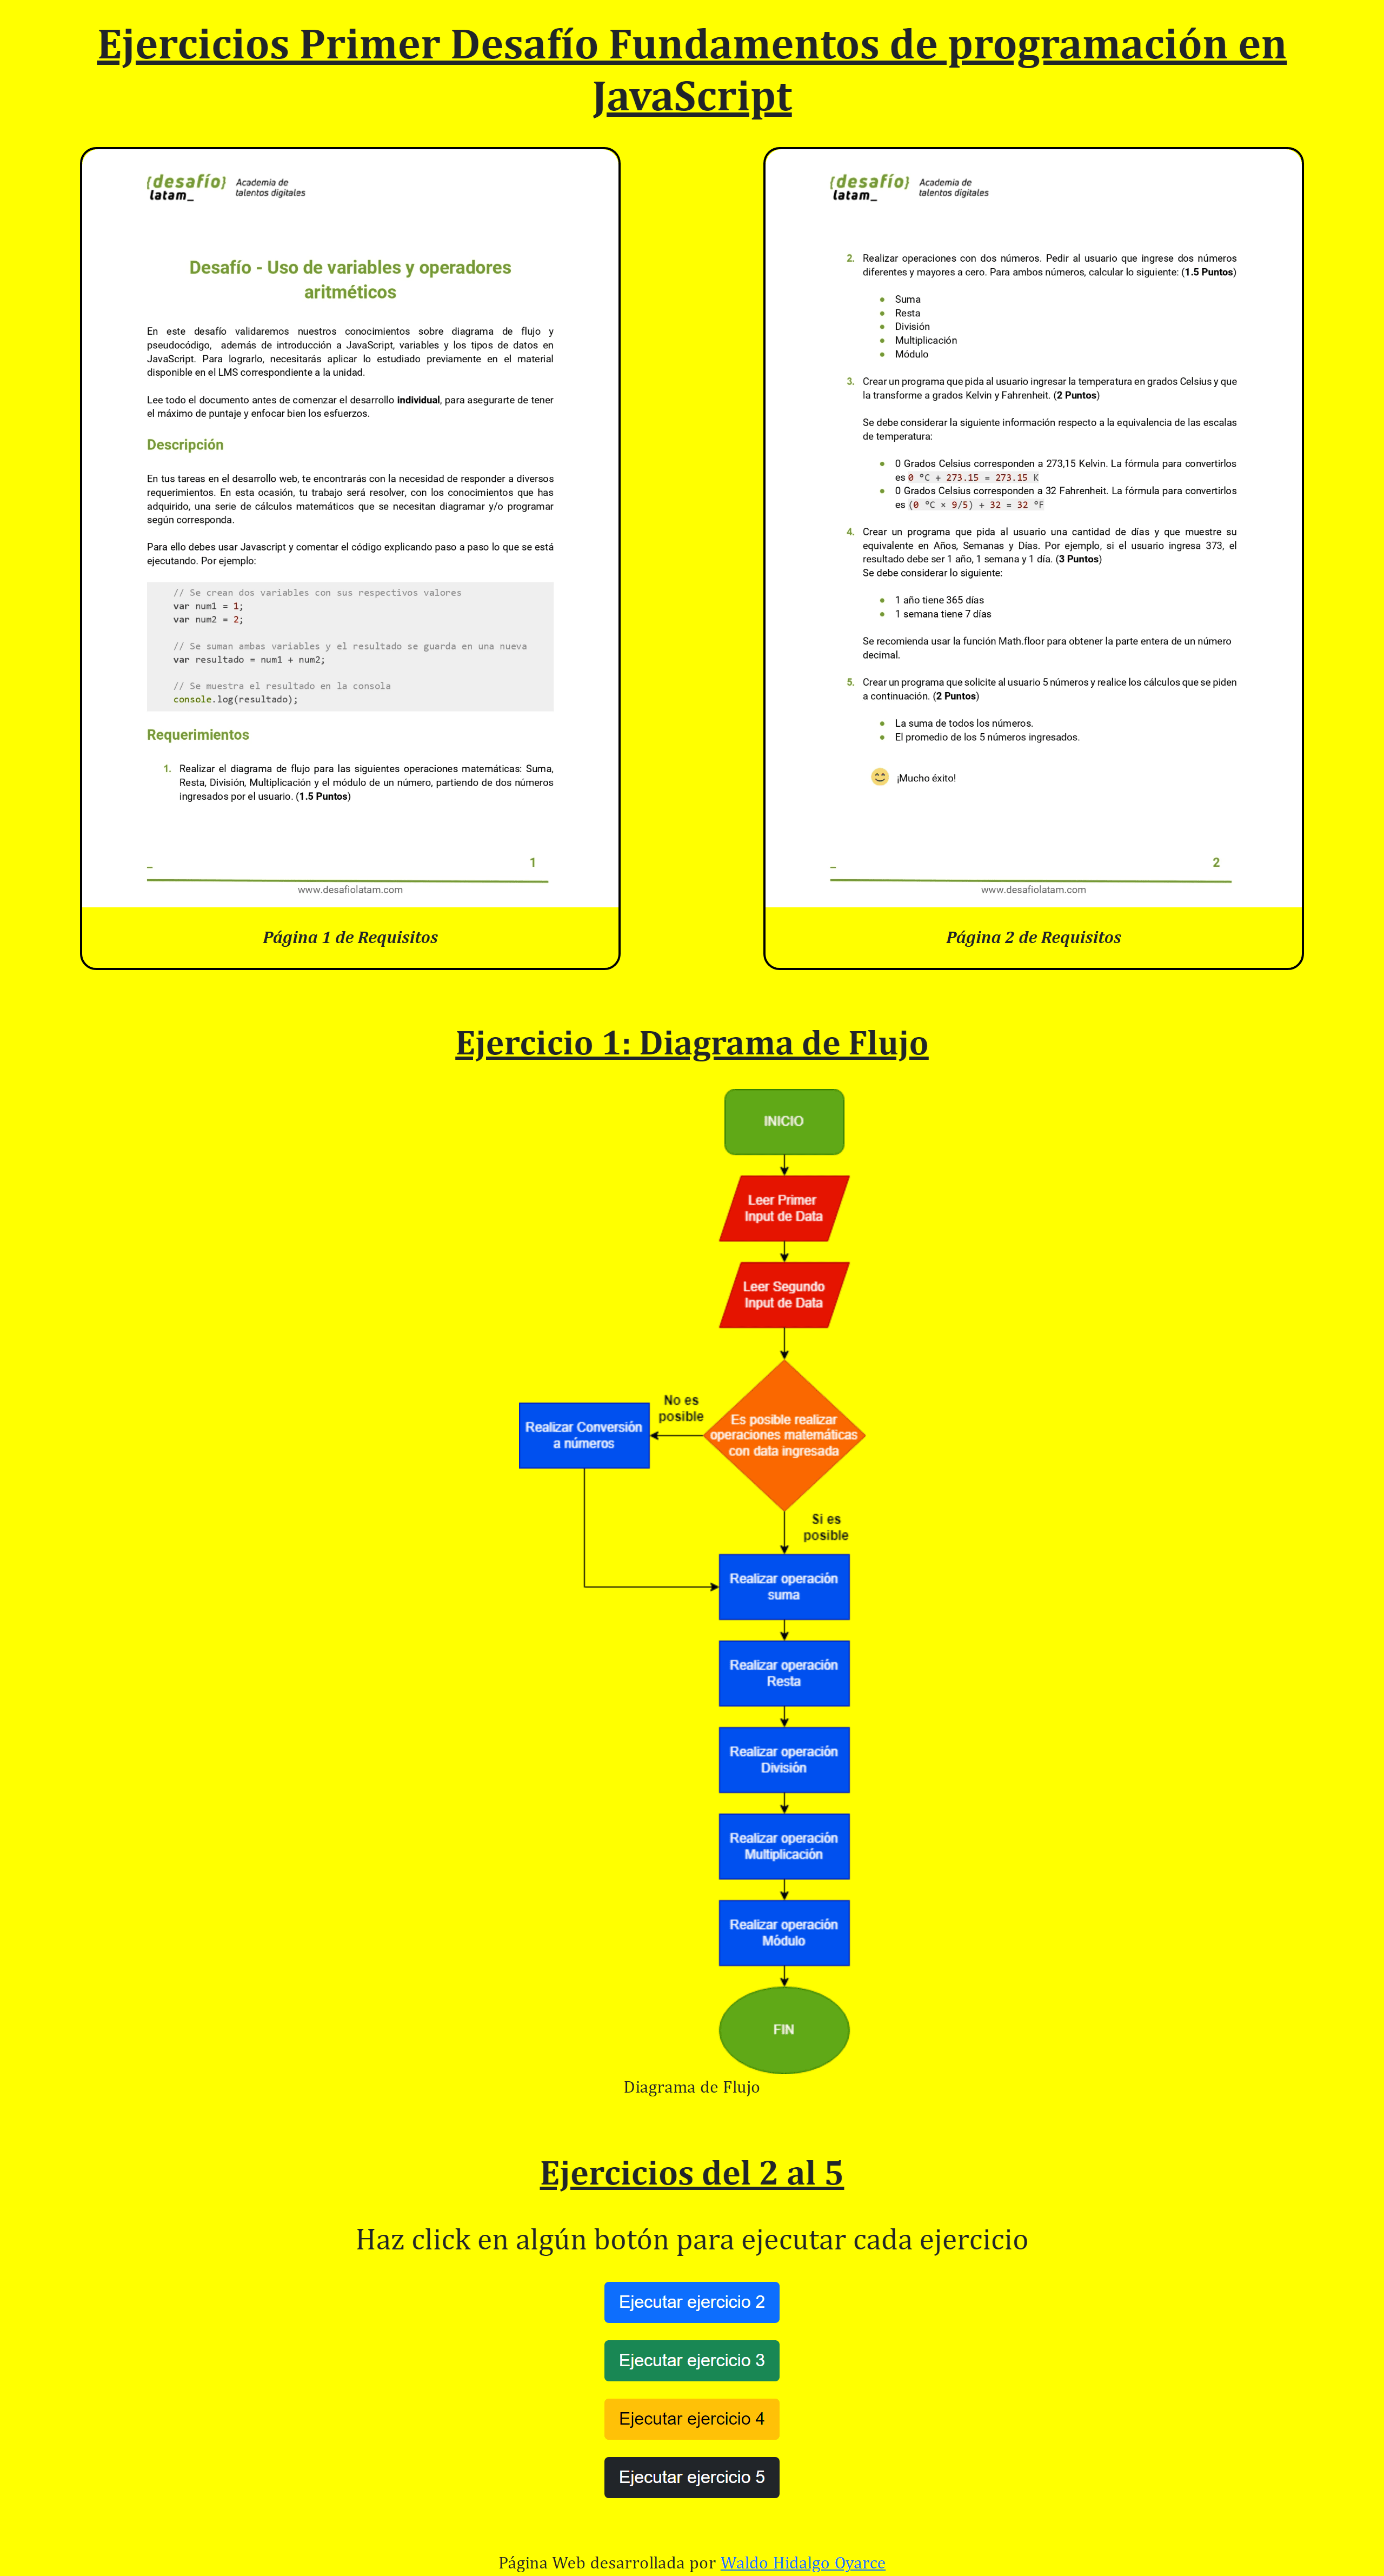 Ejercicios Primer Desafío Fundamentos de programación en
JavaScript
{desafío}
latam_
Academia de
talentos digitales
Desafío - Uso de variables y operadores
aritméticos
En este desafío validaremos nuestros conocimientos sobre diagrama de flujo y
pseudocódigo, además de introducción a JavaScript, variables y los tipos de datos en
JavaScript. Para lograrlo, necesitarás aplicar lo estudiado previamente en el material
disponible en el LMS correspondiente a la unidad.
Lee todo el documento antes de comenzar el desarrollo individual, para asegurarte de tener
el máximo de puntaje y enfocar bien los esfuerzos.
Descripción
En tus tareas en el desarrollo web, te encontrarás con la necesidad de responder a diversos
requerimientos. En esta ocasión, tu trabajo será resolver, con los conocimientos que has
adquirido, una serie de cálculos matemáticos que se necesitan diagramar y/o programar
según corresponda.
Para ello debes usar Javascript y comentar el código explicando paso a paso lo que se está
ejecutando. Por ejemplo:
// Se crean dos variables con sus respectivos valores
var num1 = 1;
var num2 = 2;
// Se suman ambas variables y el resultado se guarda en una nueva
var resultado = num1 + num2;
// Se muestra el resultado en la consola
console.log(resultado);
Requerimientos
1. Realizar el diagrama de flujo para las siguientes operaciones matemáticas: Suma,
Resta, División, Multiplicación y el módulo de un número, partiendo de dos números
ingresados por el usuario. (1.5 Puntos)
_
1
www.desafiolatam.com
Página 1 de Requisitos
{desafío}
latam_
Academia de
talentos digitales
2. Realizar operaciones con dos números. Pedir al usuario que ingrese dos números
diferentes y mayores a cero. Para ambos números, calcular lo siguiente: (1.5 Puntos)
● Suma
● Resta
● División
● Multiplicación
● Módulo
3. Crear un programa que pida al usuario ingresar la temperatura en grados Celsius y que
la transforme a grados Kelvin y Fahrenheit. (2 Puntos)
Se debe considerar la siguiente información respecto a la equivalencia de las escalas
de temperatura:
● 0 Grados Celsius corresponden a 273,15 Kelvin. La fórmula para convertirlos
es 0 °C + 273.15 = 273.15 K
● 0 Grados Celsius corresponden a 32 Fahrenheit. La fórmula para convertirlos
es (0 °C × 9/5) + 32 = 32 °F
4. Crear un programa que pida al usuario una cantidad de días y que muestre su
equivalente en Años, Semanas y Días. Por ejemplo, si el usuario ingresa 373, el
resultado debe ser 1 año, 1 semana y 1 día. (3 Puntos)
Se debe considerar lo siguiente:
● 1 año tiene 365 días
● 1 semana tiene 7 días
Se recomienda usar la función Math.floor para obtener la parte entera de un número
decimal.
5. Crear un programa que solicite al usuario 5 números y realice los cálculos que se piden
a continuación. (2 Puntos)
● La suma de todos los números.
● El promedio de los 5 números ingresados.
😊 ¡Mucho éxito!
_
2
www.desafiolatam.com
Página 2 de Requisitos
Ejercicio 1: Diagrama de Flujo
INICIO
Leer Primer
Input de Data
Leer Segundo
Input de Data
Es posible realizar
operaciones matemáticas
con data ingresada
No es
posible
Realizar Conversión
a números
Si es
posible
Realizar operación
suma
Realizar operación
Resta
Realizar operación
División
Realizar operación
Multiplicación
Realizar operación
Módulo
FIN
Diagrama de Flujo
Ejercicios del 2 al 5
Haz click en algún botón para ejecutar cada ejercicio
Ejecutar ejercicio 2
Ejecutar ejercicio 3
Ejecutar ejercicio 4
Ejecutar ejercicio 5
Página Web desarrollada por Waldo Hidalgo Oyarce